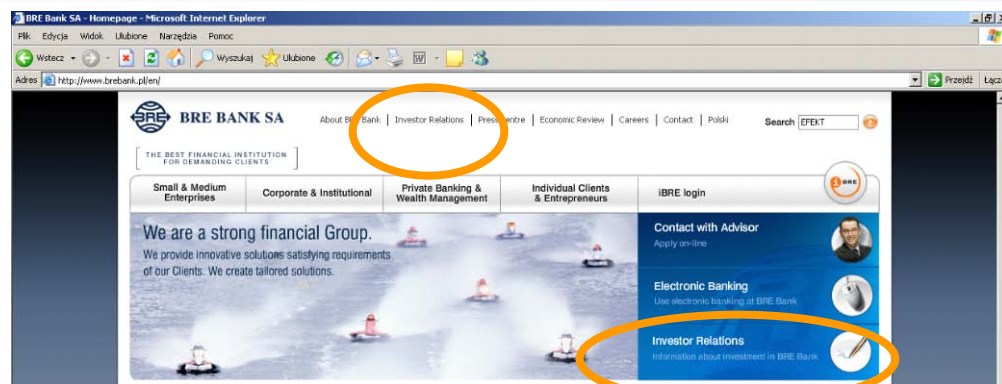 BRE Bank SA - Homepage - Microsoft Internet Explorer
Plik Edycja Widok Ulubione Narzędzia Pomoc
Wstecz Wyszukaj Ulubione
Adres http://www.brebank.pl/en/ Przejdź Łącza
BRE BRE BANK SA About BRE Bank | Investor Relations | Press Centre | Economic Review | Careers | Contact | Polski Search EFEKT
THE BEST FINANCIAL INSTITUTION
FOR DEMANDING CLIENTS
Small & Medium
Enterprises
Corporate & Institutional
Private Banking &
Wealth Management
Individual Clients
& Entrepreneurs
iBRE login
iBRE
We are a strong financial Group.
We provide innovative solutions satisfying requirements
of our Clients. We create tailored solutions.
Contact with Advisor
Apply on-line
Electronic Banking
Use electronic banking at BRE Bank
Investor Relations
Information about Investment in BRE Bank